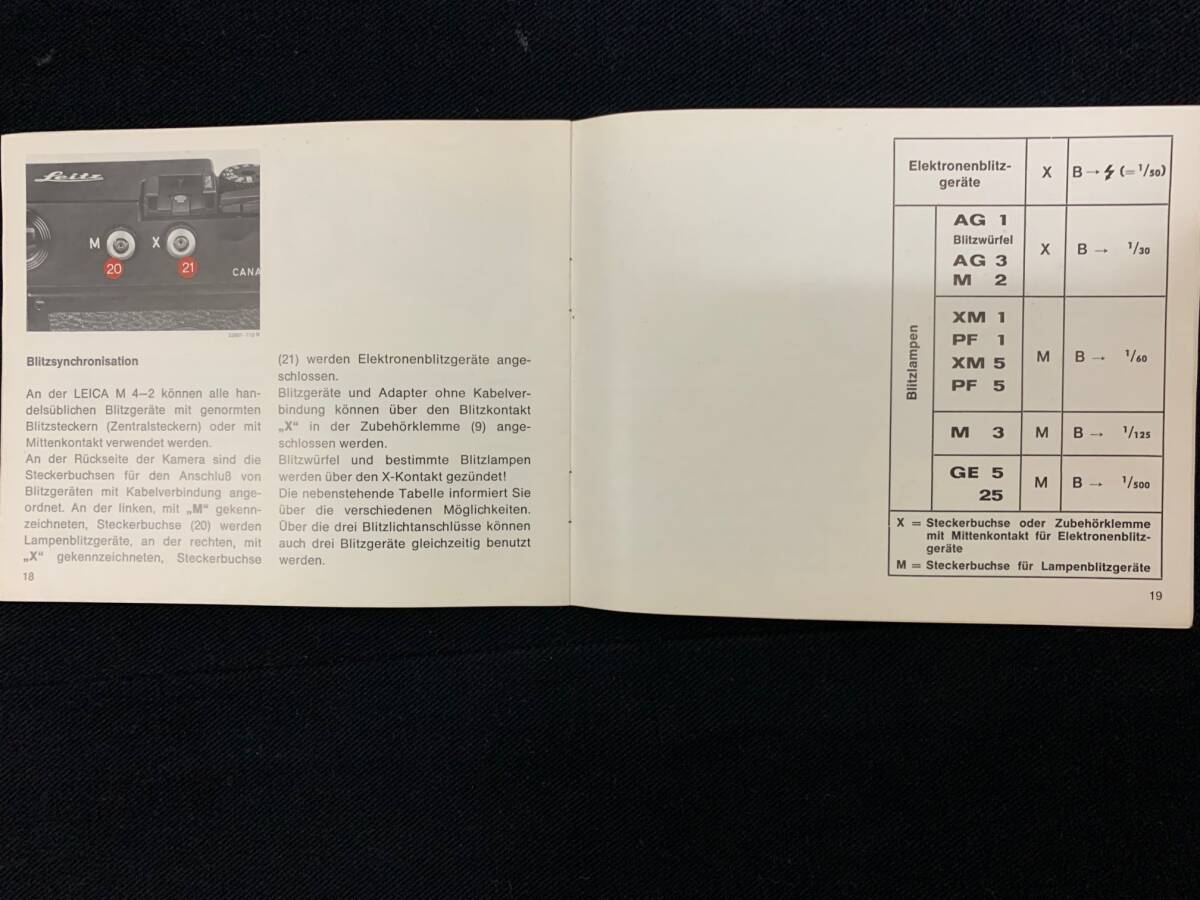 Leitz
M
X
20
21
CANA
Blitzsynchronisation
An der LEICA M 4–2 können alle han-
delsüblichen Blitzgeräte mit genormten
Blitzsteckern (Zentralsteckern) oder mit
Mittenkontakt verwendet werden.
An der Rückseite der Kamera sind die
Steckerbuchsen für den Anschluß von
Blitzgeräten mit Kabelverbindung ange-
ordnet. An der linken, mit „M“ gekenn-
zeichneten, Steckerbuchse (20) werden
Lampenblitzgeräte, an der rechten, mit
„X“ gekennzeichneten, Steckerbuchse
18
(21) werden Elektronenblitzgeräte ange-
schlossen.
Blitzgeräte und Adapter ohne Kabelver-
bindung können über den Blitzkontakt
„X“ in der Zubehörklemme (9) ange-
schlossen werden.
Blitzwürfel und bestimmte Blitzlampen
werden über den X-Kontakt gezündet!
Die nebenstehende Tabelle informiert Sie
über die verschiedenen Möglichkeiten.
Über die drei Blitzlichtanschlüsse können
auch drei Blitzgeräte gleichzeitig benutzt
werden.
Elektronenblitz-
geräte
X
B → ⚡ (= 1/50)
Blitzlampen
AG 1
Blitzwürfel
AG 3
M 2
X
B → 1/30
XM 1
PF 1
XM 5
PF 5
M
B → 1/60
M 3
M
B → 1/125
GE 5
25
M
B → 1/500
X = Steckerbuchse oder Zubehörklemme
mit Mittenkontakt für Elektronenblitz-
geräte
M = Steckerbuchse für Lampenblitzgeräte
19